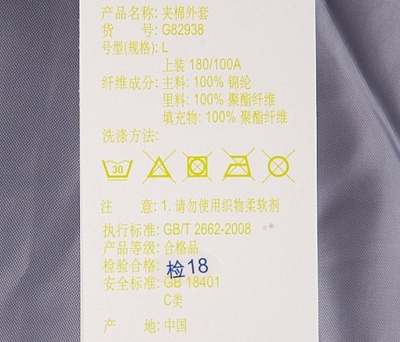 产品名称: 夹棉外套
货 号: G82938
号型(规格): L
上装 180/100A
纤维成分: 主料: 100% 锦纶
里料: 100% 聚酯纤维
填充物: 100% 聚酯纤维
洗涤方法:
30
注 意: 1. 请勿使用织物柔软剂
执行标准: GB/T 2662-2008
产品等级: 合格品
检验合格: 检18
安全标准: GB 18401
C类
产 地: 中国